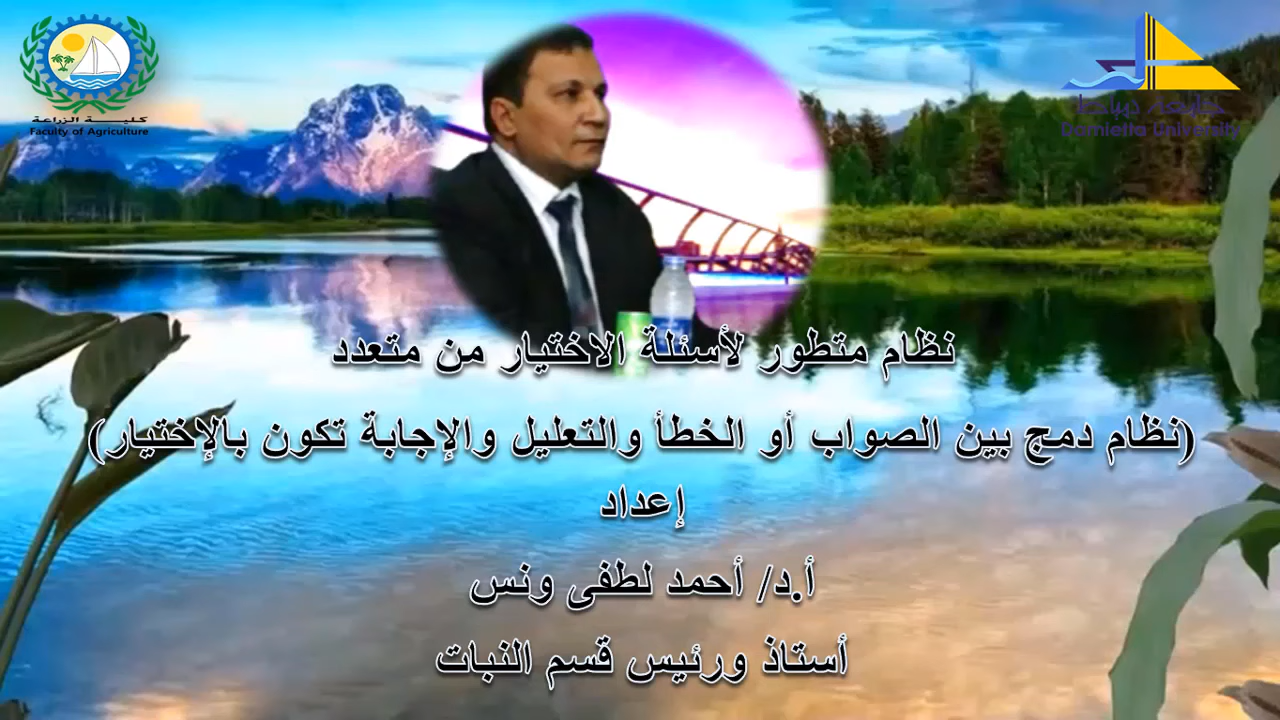 كلية الزراعة
Faculty of Agriculture
جامعة دمياط
Damietta University
نظام متطور لأسئلة الاختيار من متعدد
(نظام دمج بين الصواب أو الخطأ والتعليل والإجابة تكون بالإختيار)
إعداد
أ.د/ أحمد لطفى ونس
أستاذ ورئيس قسم النبات